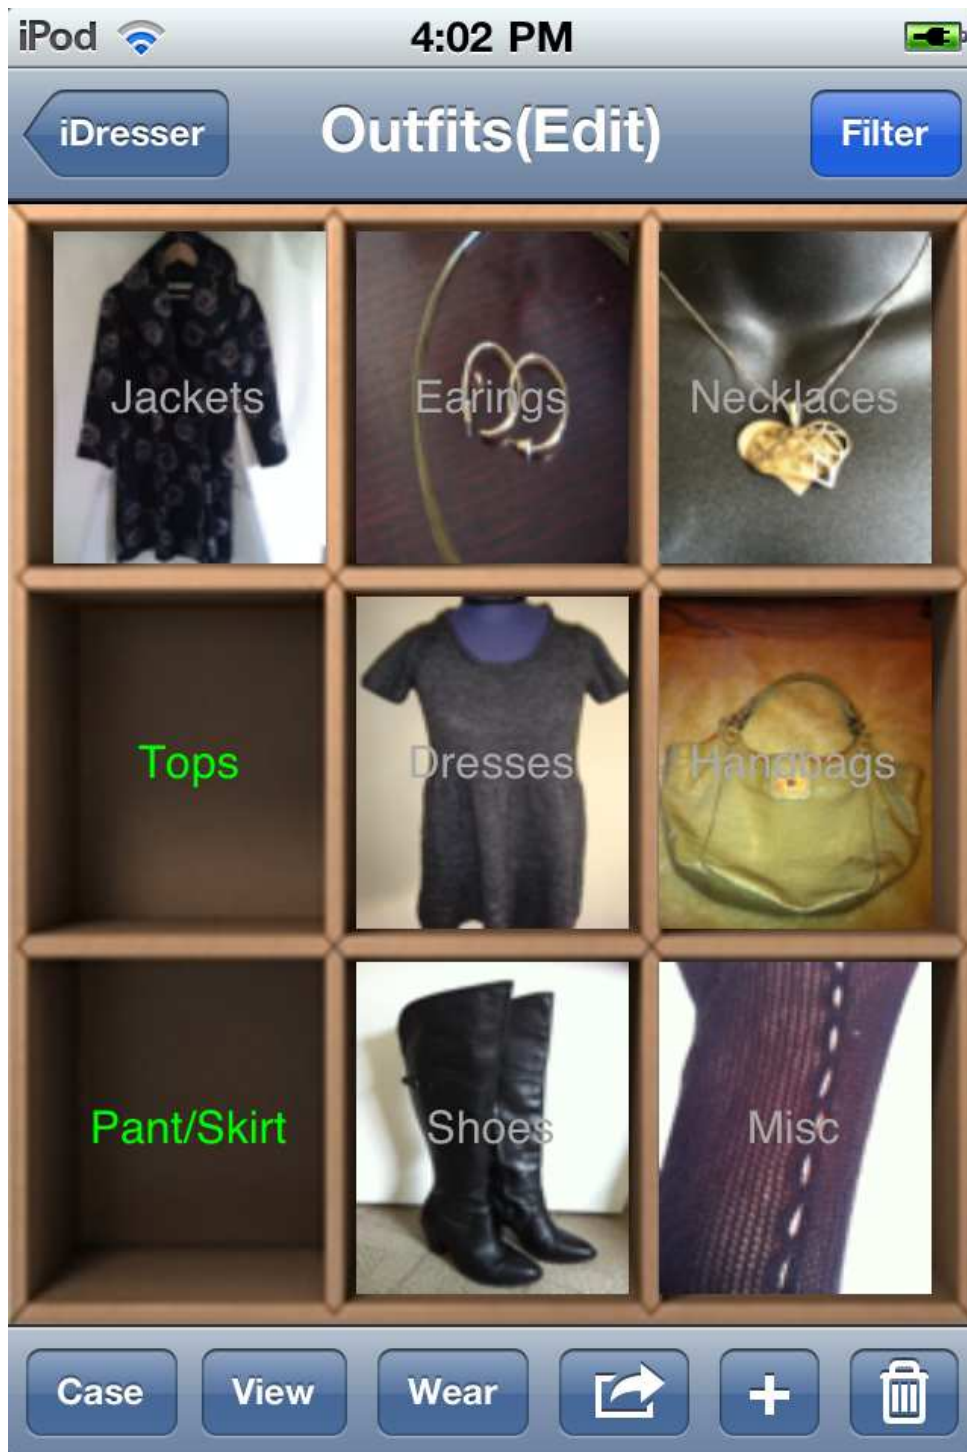 iPod 4:02 PM
iDresser Outfits(Edit) Filter
Jackets Earings Necklaces
Tops Dresses Handbags
Pant/Skirt Shoes Misc
Case View Wear